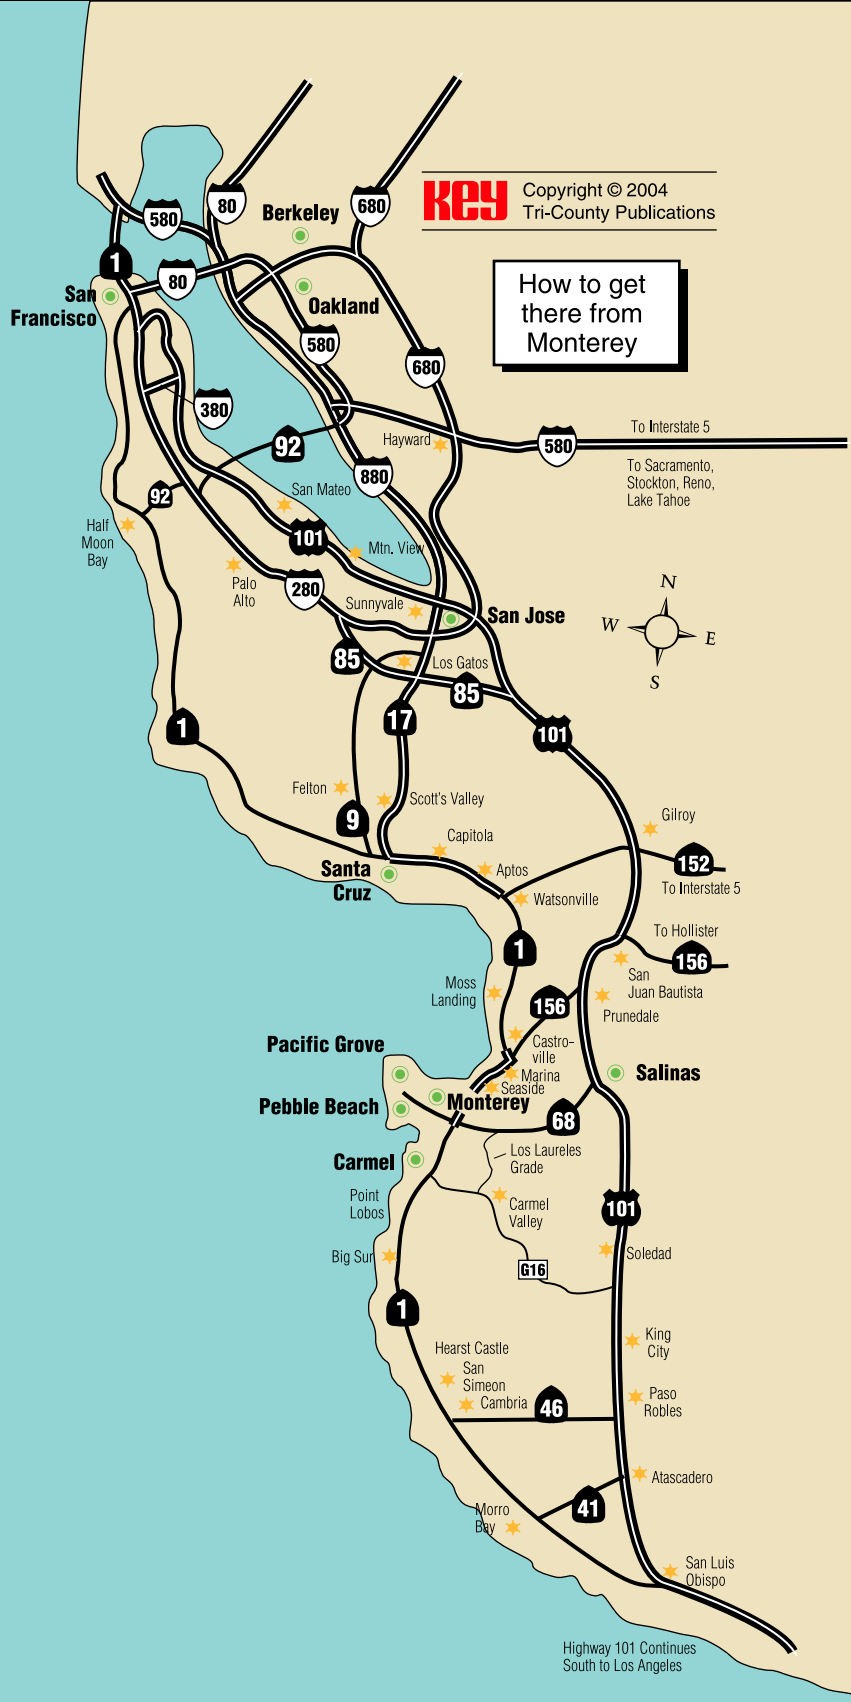 KEY
Copyright © 2004
Tri-County Publications
580
80
680
Berkeley
1
80
San
Francisco
Oakland
How to get
there from
Monterey
580
680
380
92
Hayward
580
To Interstate 5
To Sacramento,
Stockton, Reno,
Lake Tahoe
880
92
San Mateo
Half
Moon
Bay
101
Mtn. View
Palo
Alto
280
Sunnyvale
San Jose
N
W
E
S
85
Los Gatos
85
17
1
101
Felton
Scott's Valley
9
Capitola
Gilroy
152
To Interstate 5
Santa
Cruz
Aptos
Watsonville
To Hollister
1
156
San
Juan Bautista
Moss
Landing
156
Prunedale
Castro-
ville
Pacific Grove
Marina
Seaside
Salinas
Pebble Beach
Monterey
68
Carmel
Los Laureles
Grade
Point
Lobos
Carmel
Valley
101
Big Sur
Soledad
G16
1
King
City
Hearst Castle
San
Simeon
Cambria
46
Paso
Robles
Atascadero
41
Morro
Bay
San Luis
Obispo
Highway 101 Continues
South to Los Angeles